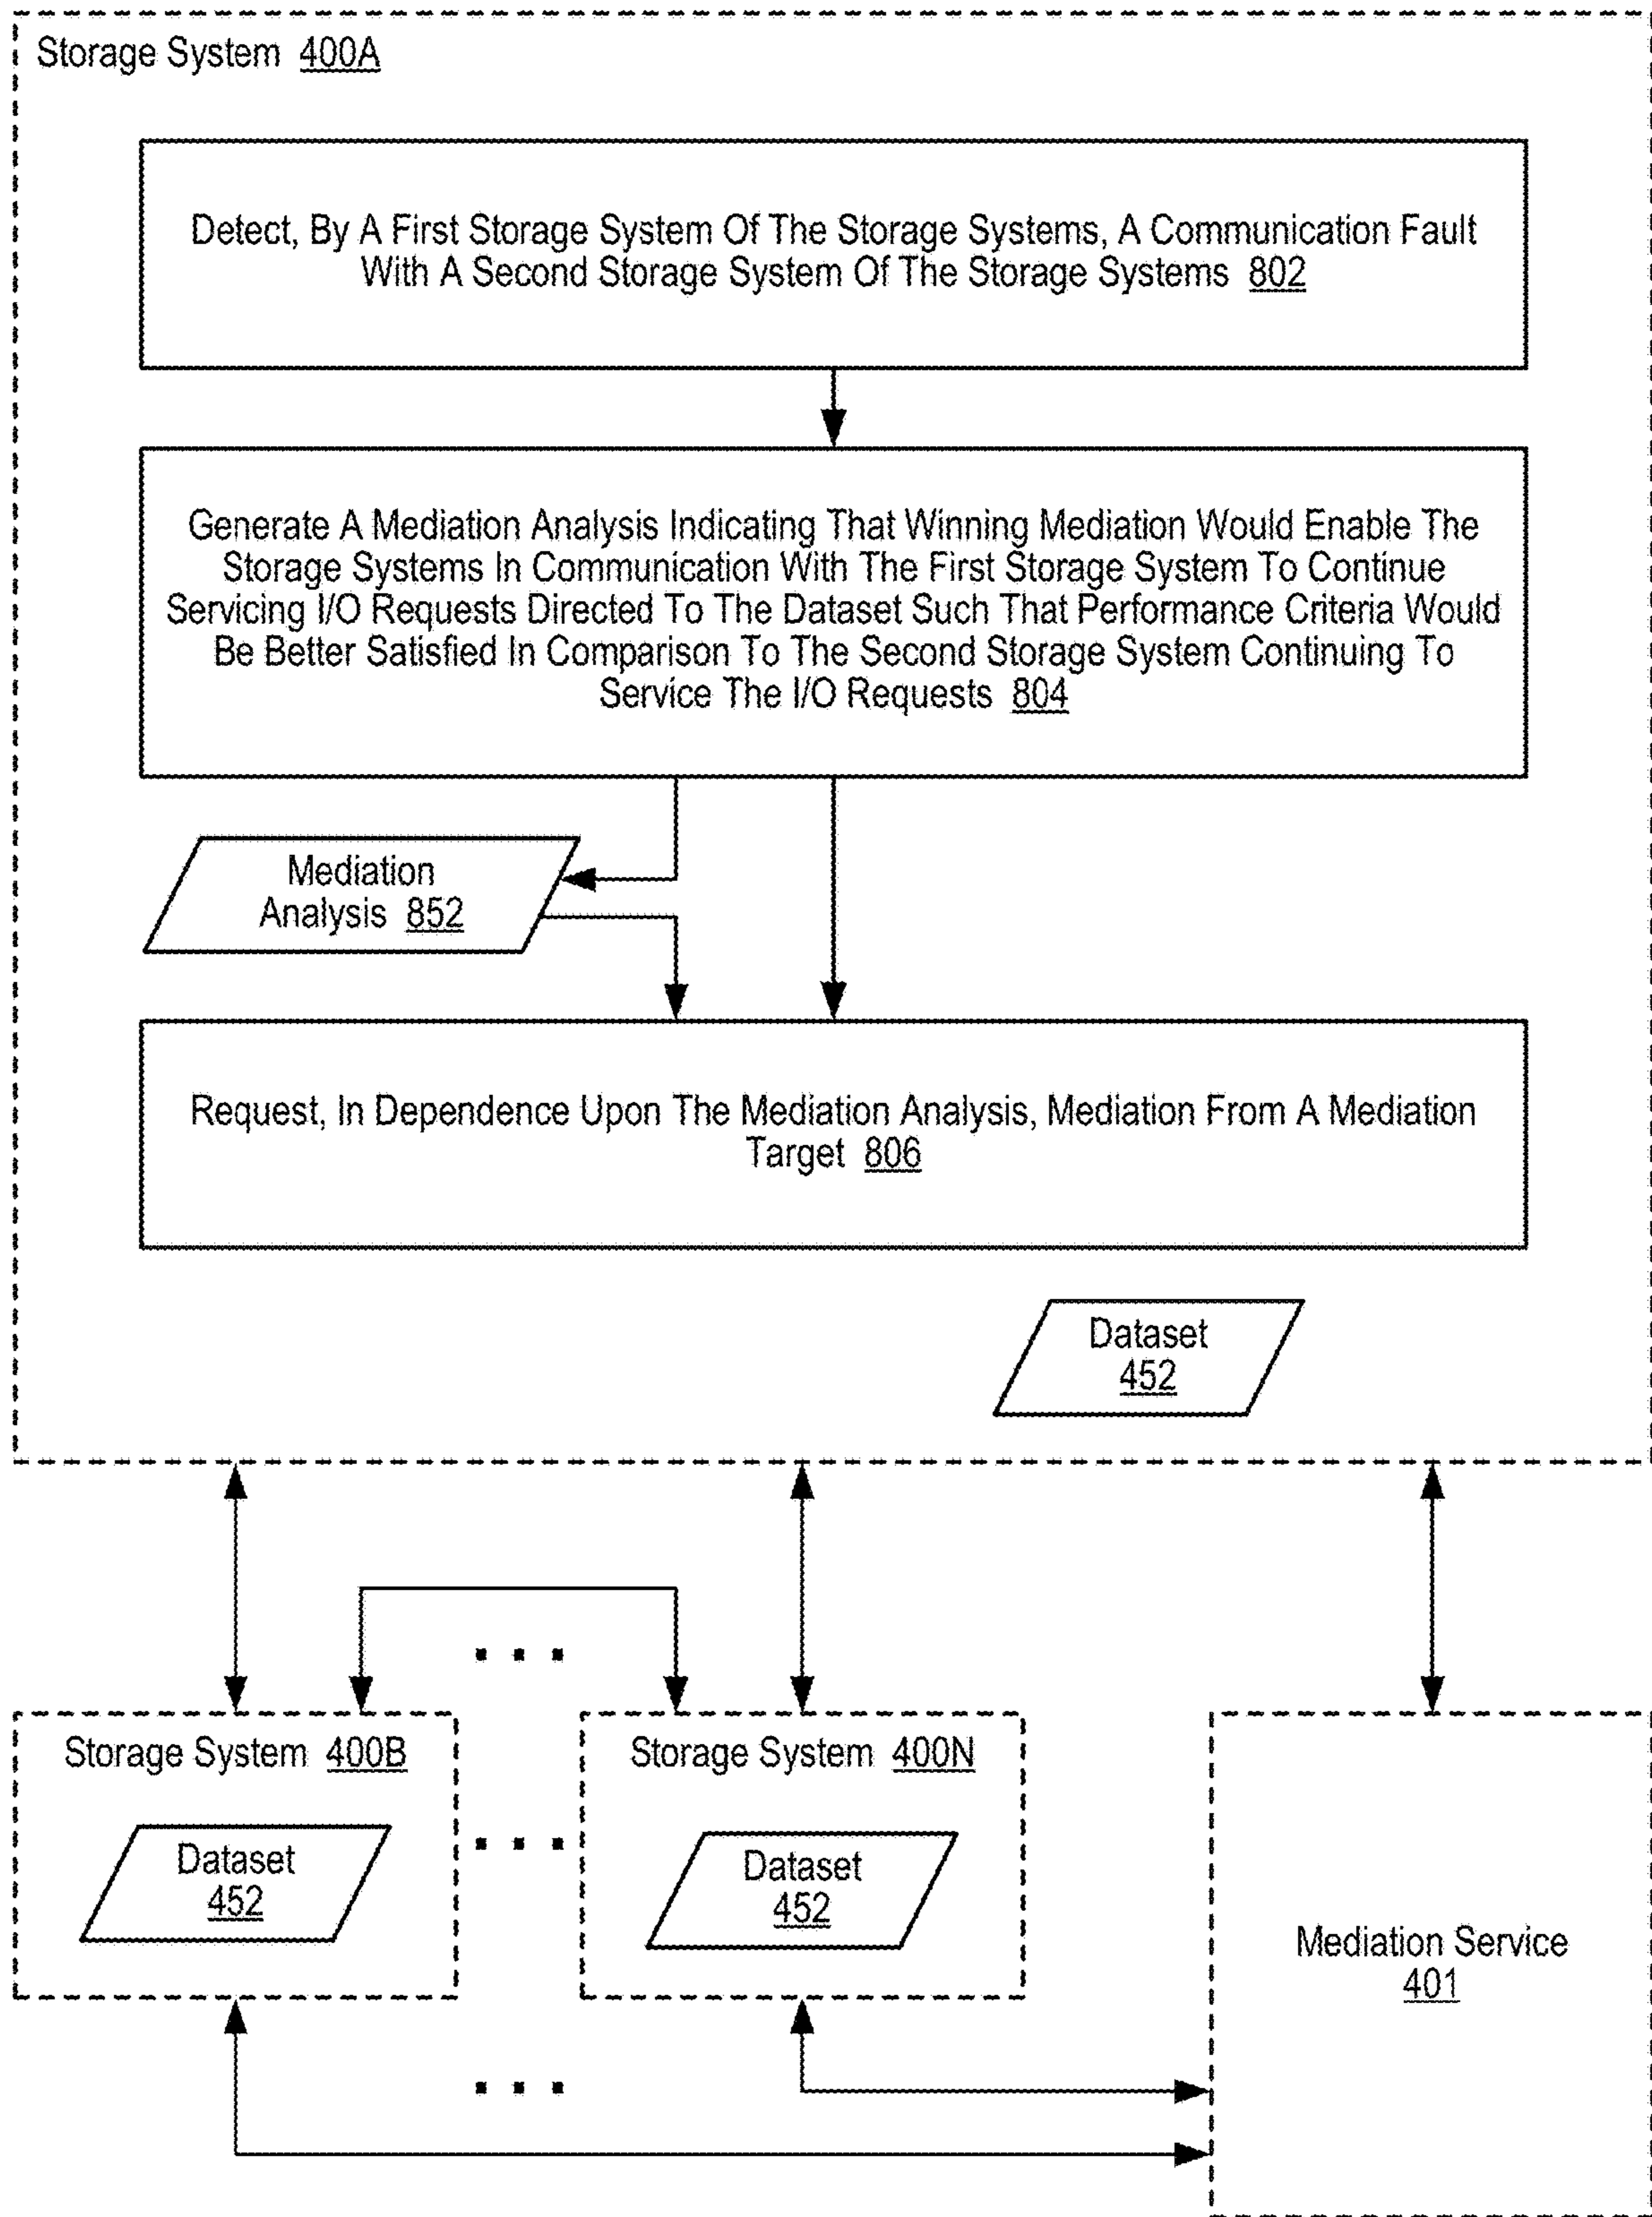 Storage System 400A
Detect, By A First Storage System Of The Storage Systems, A Communication Fault
With A Second Storage System Of The Storage Systems 802
Generate A Mediation Analysis Indicating That Winning Mediation Would Enable The
Storage Systems In Communication With The First Storage System To Continue
Servicing I/O Requests Directed To The Dataset Such That Performance Criteria Would
Be Better Satisfied In Comparison To The Second Storage System Continuing To
Service The I/O Requests 804
Mediation
Analysis 852
Request, In Dependence Upon The Mediation Analysis, Mediation From A Mediation
Target 806
Dataset
452
Storage System 400B
Dataset
452
Storage System 400N
Dataset
452
Mediation Service
401